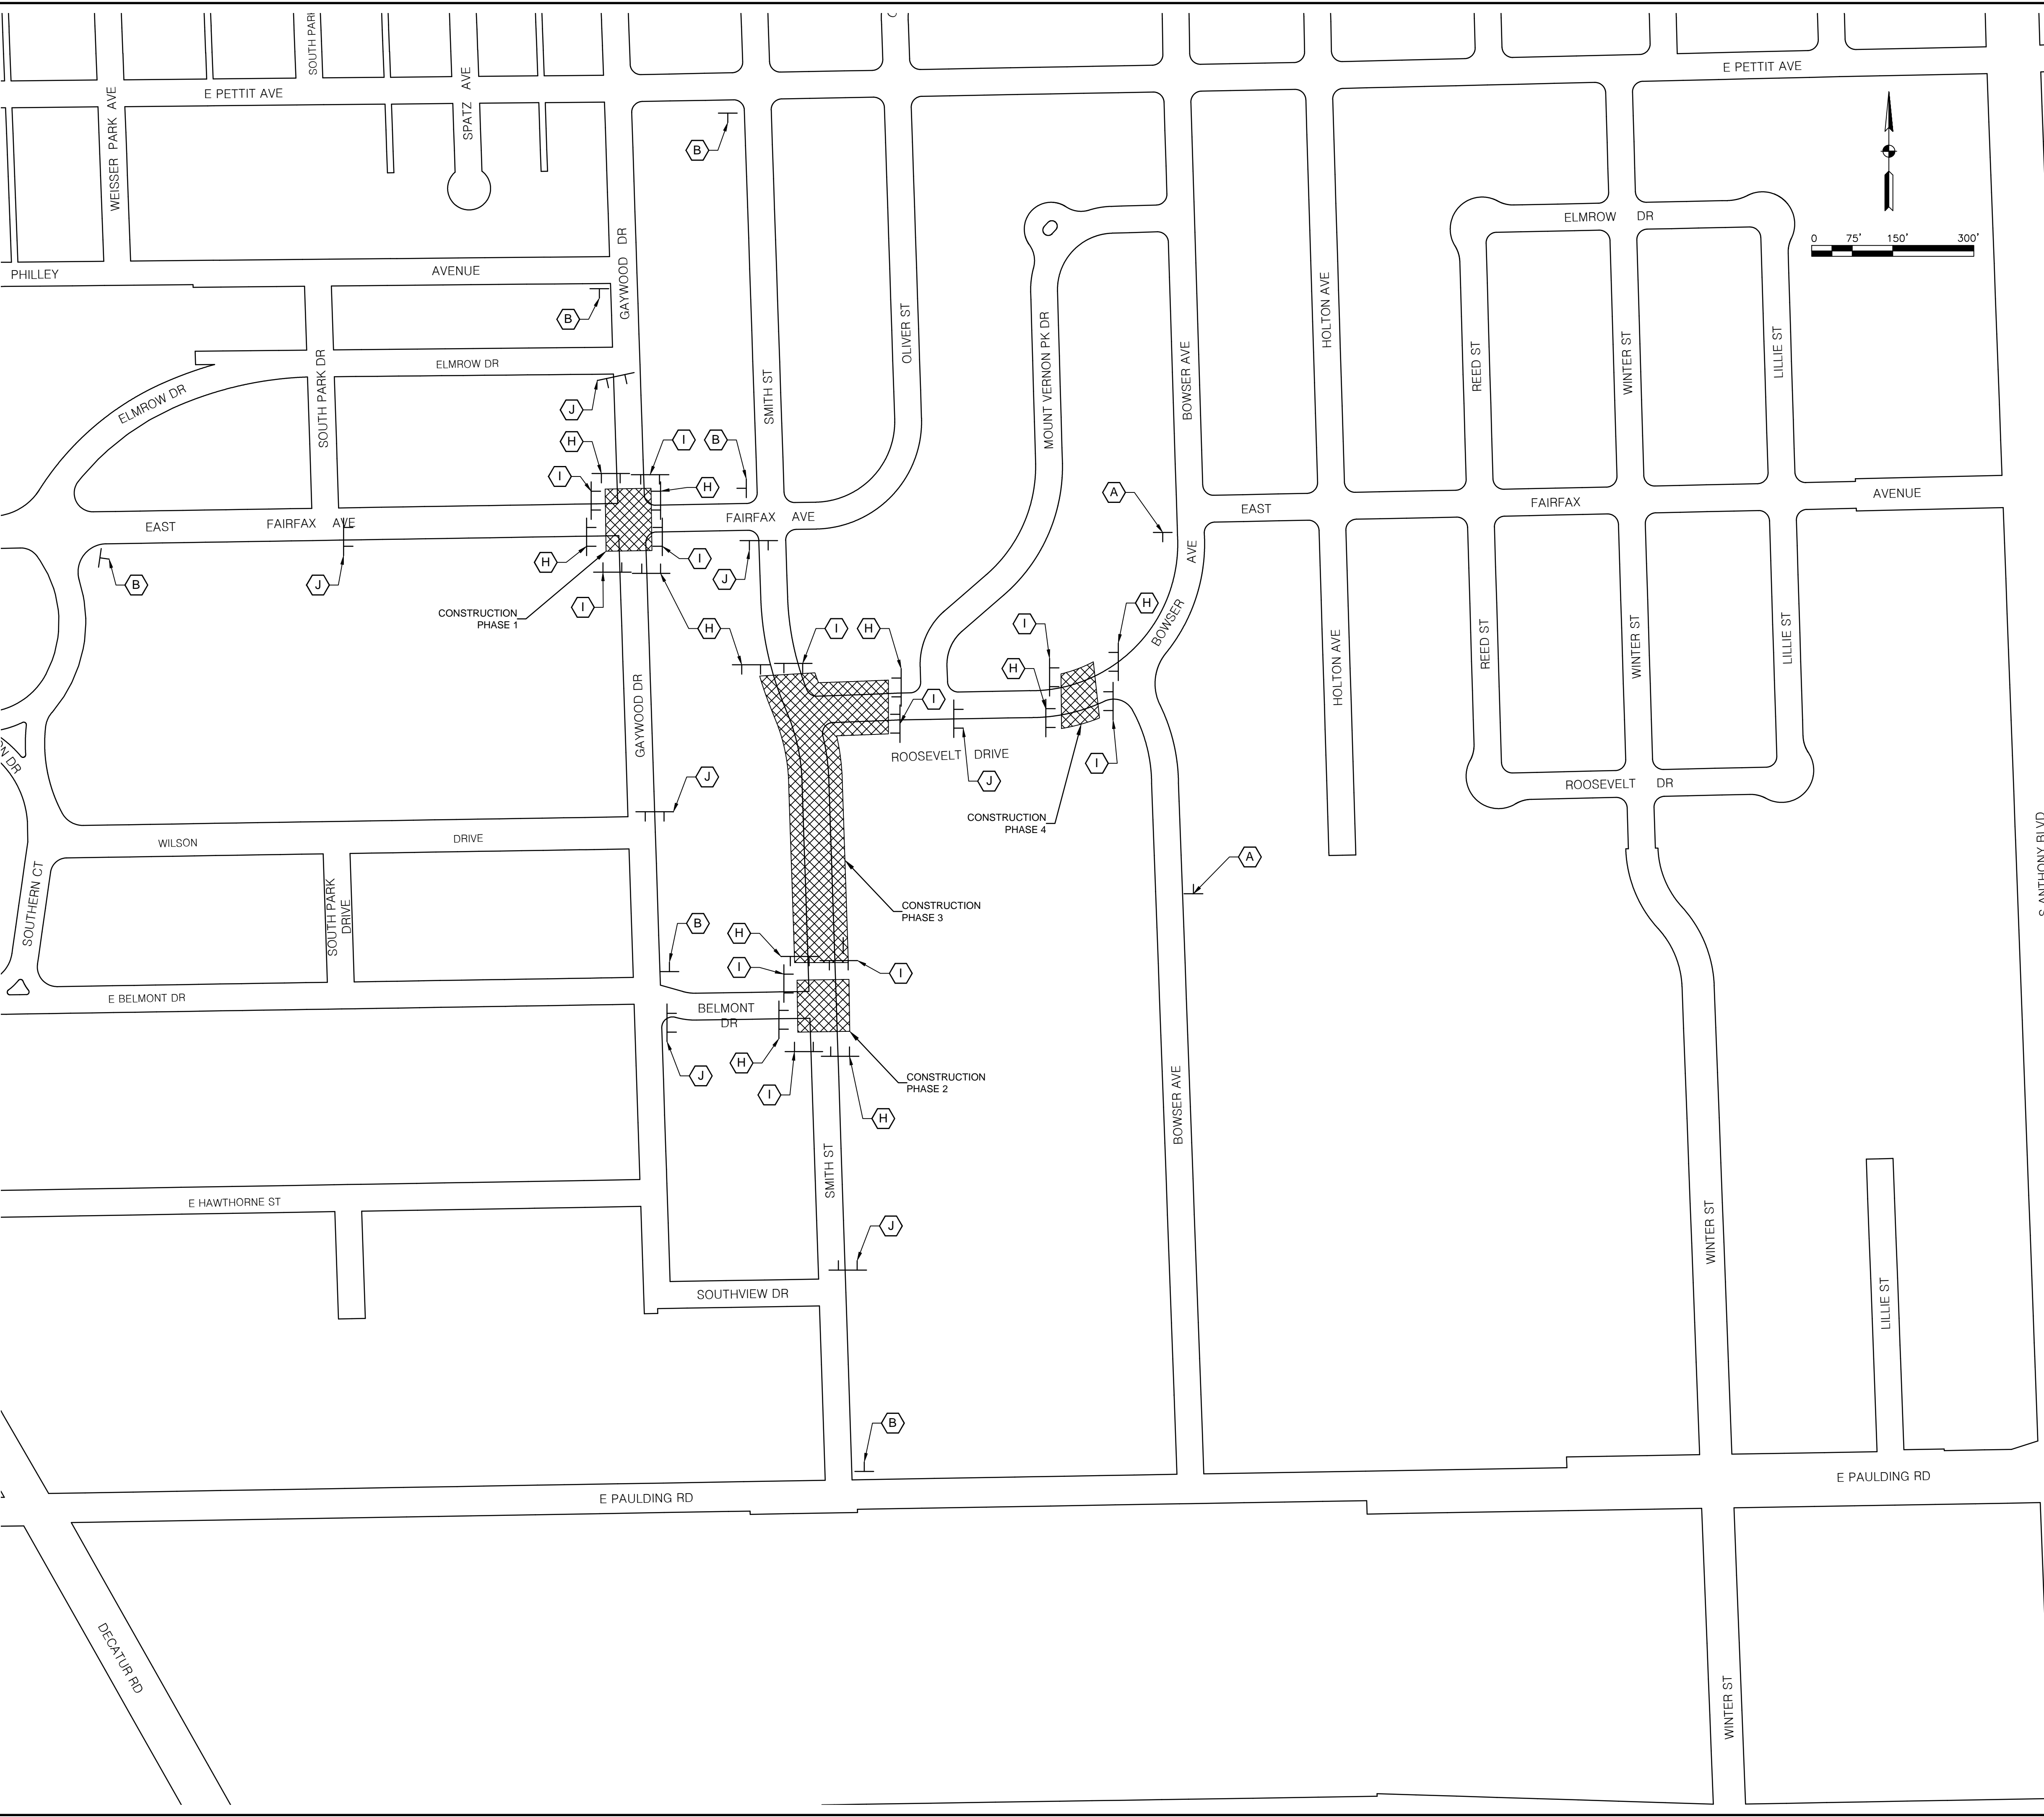 SOUTH PARK
E PETTIT AVE
E PETTIT AVE
WEISSER PARK AVE
SPATZ AVE
B
0 75' 150' 300'
ELMROW DR
PHILLEY
AVENUE
GAYWOOD DR
B
OLIVER ST
MOUNT VERNON PK DR
BOWSER AVE
HOLTON AVE
REED ST
WINTER ST
LILLIE ST
SOUTH PARK DR
ELMROW DR
ELMROW DR
SMITH ST
J
H
I
B
I
H
A
EAST
FAIRFAX AVE
FAIRFAX AVE
EAST
FAIRFAX
AVENUE
B
J
H
I
J
I
CONSTRUCTION
PHASE 1
H
I
H
I
H
H
BOWSER
AVE
HOLTON AVE
REED ST
WINTER ST
LILLIE ST
GAYWOOD DR
I
ROOSEVELT DRIVE
J
J
I
ROOSEVELT DR
CONSTRUCTION
PHASE 4
WILSON
DRIVE
A
S ANTHONY BLVD
SOUTHERN CT
SOUTH PARK
DRIVE
CONSTRUCTION
PHASE 3
B
H
I
I
E BELMONT DR
BELMONT
DR
H
J
I
CONSTRUCTION
PHASE 2
H
BOWSER AVE
SMITH ST
E HAWTHORNE ST
J
WINTER ST
LILLIE ST
SOUTHVIEW DR
B
E PAULDING RD
E PAULDING RD
DECATUR RD
WINTER ST